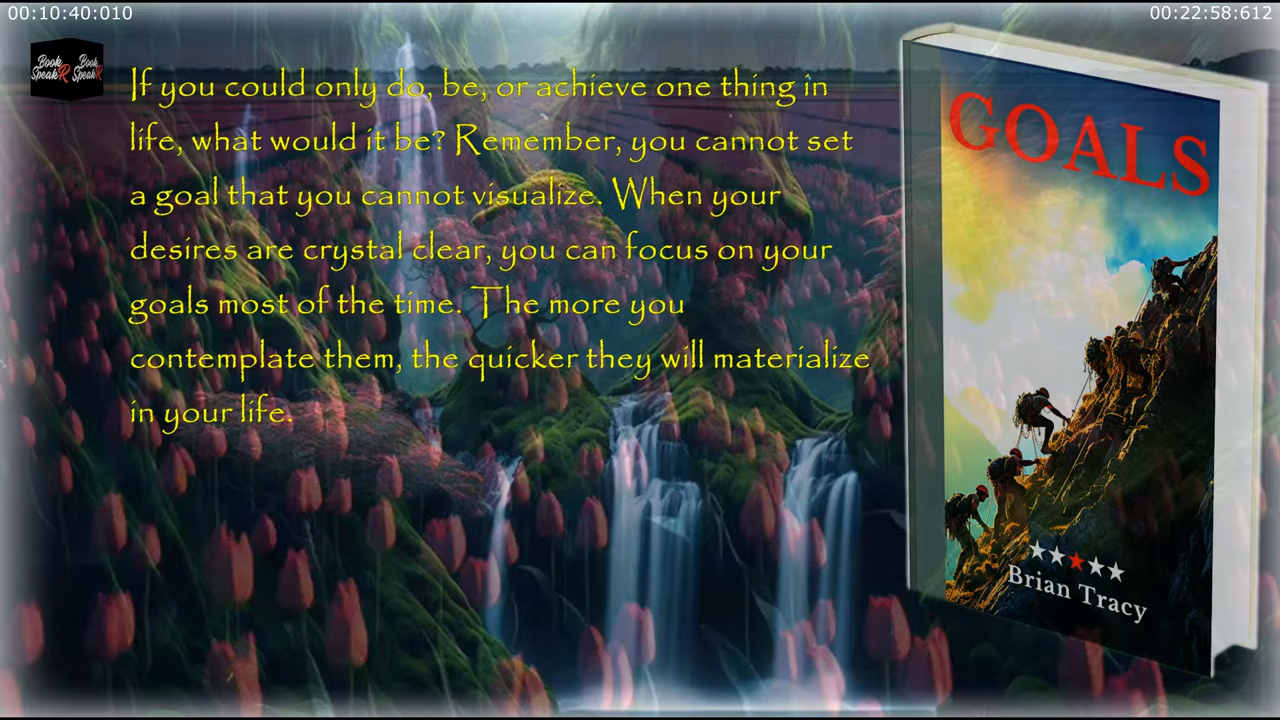 00:10:40:010
00:22:58:612
Book
SpeakR
Book
SpeakR
If you could only do, be, or achieve one thing in
life, what would it be? Remember, you cannot set
a goal that you cannot visualize. When your
desires are crystal clear, you can focus on your
goals most of the time. The more you
contemplate them, the quicker they will materialize
in your life.
GOALS
Brian Tracy